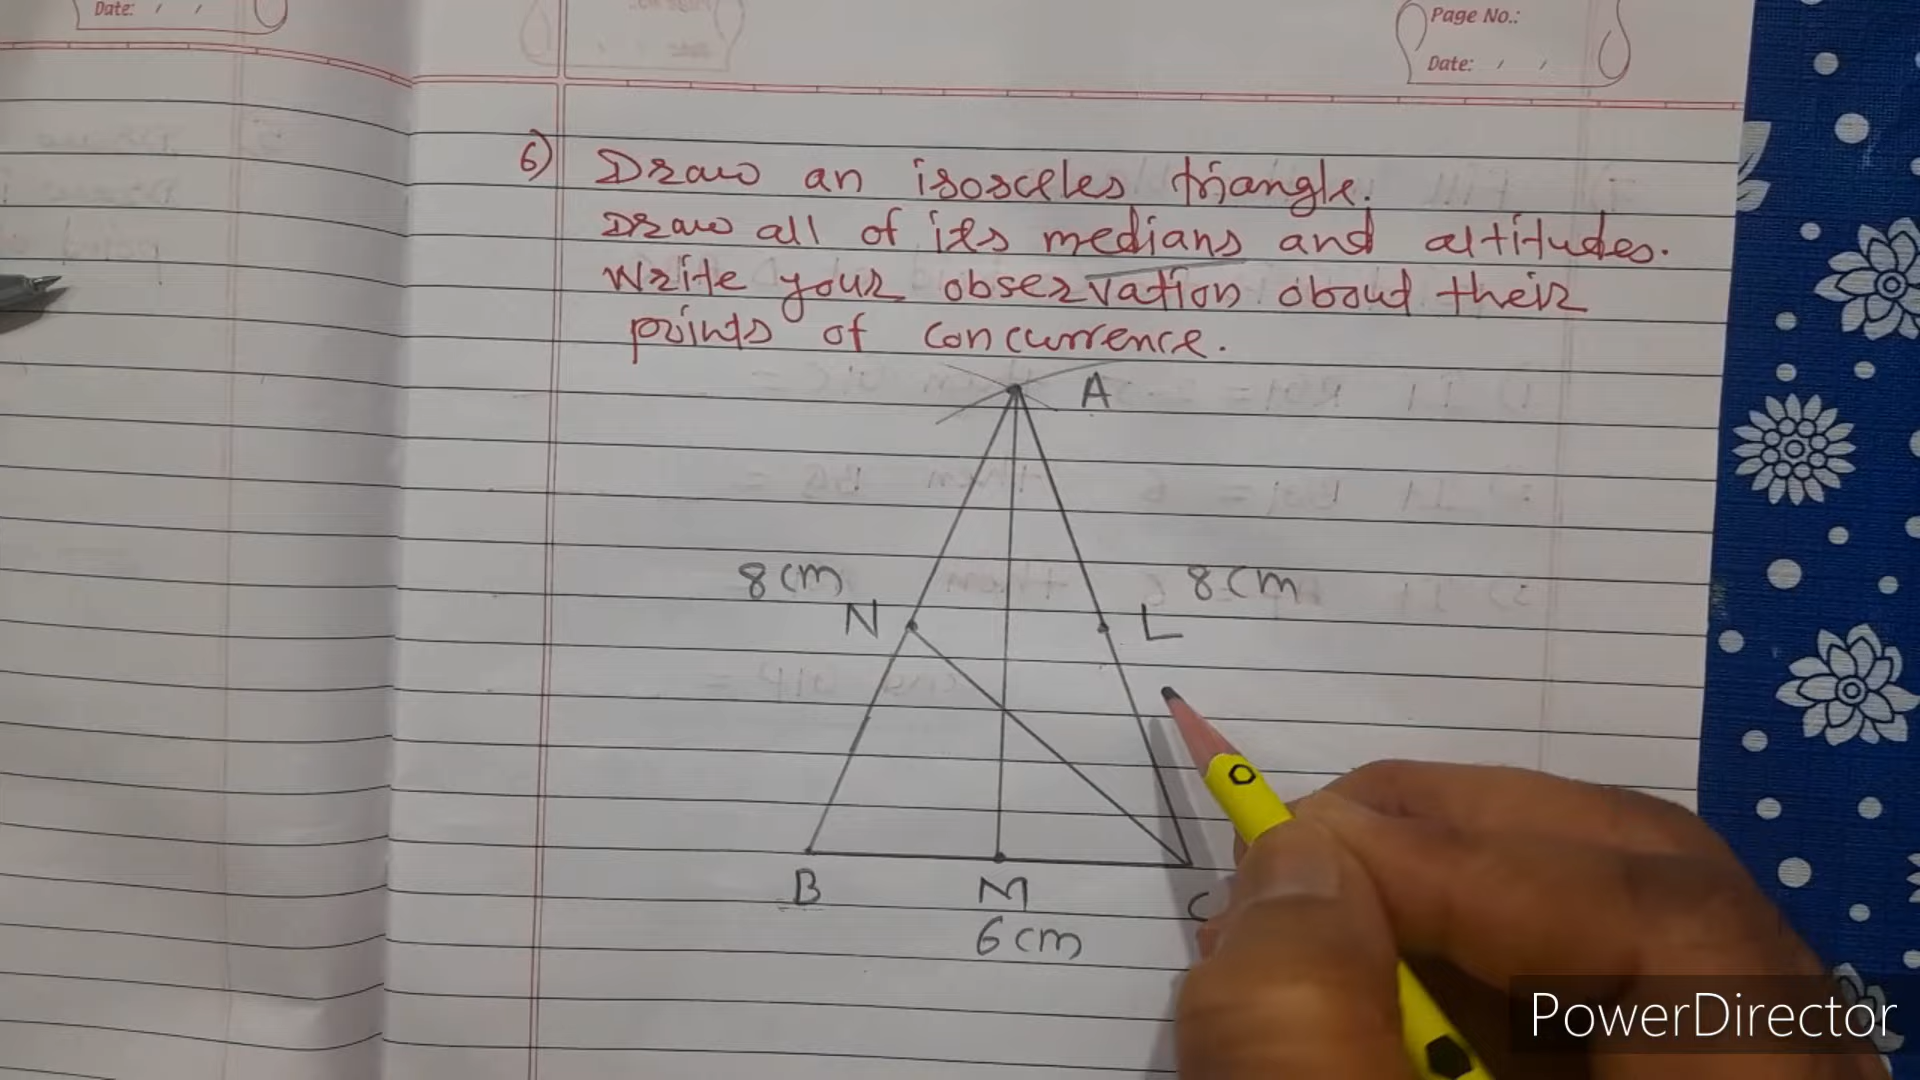 Date: / /
Page No.:
Date: / /
6) Draw an isosceles triangle.
Draw all of its medians and altitudes.
Write your observation oboud their
points of concurrence.
A
8 cm
8 cm
N
L
B
M
C
6 cm
PowerDirector